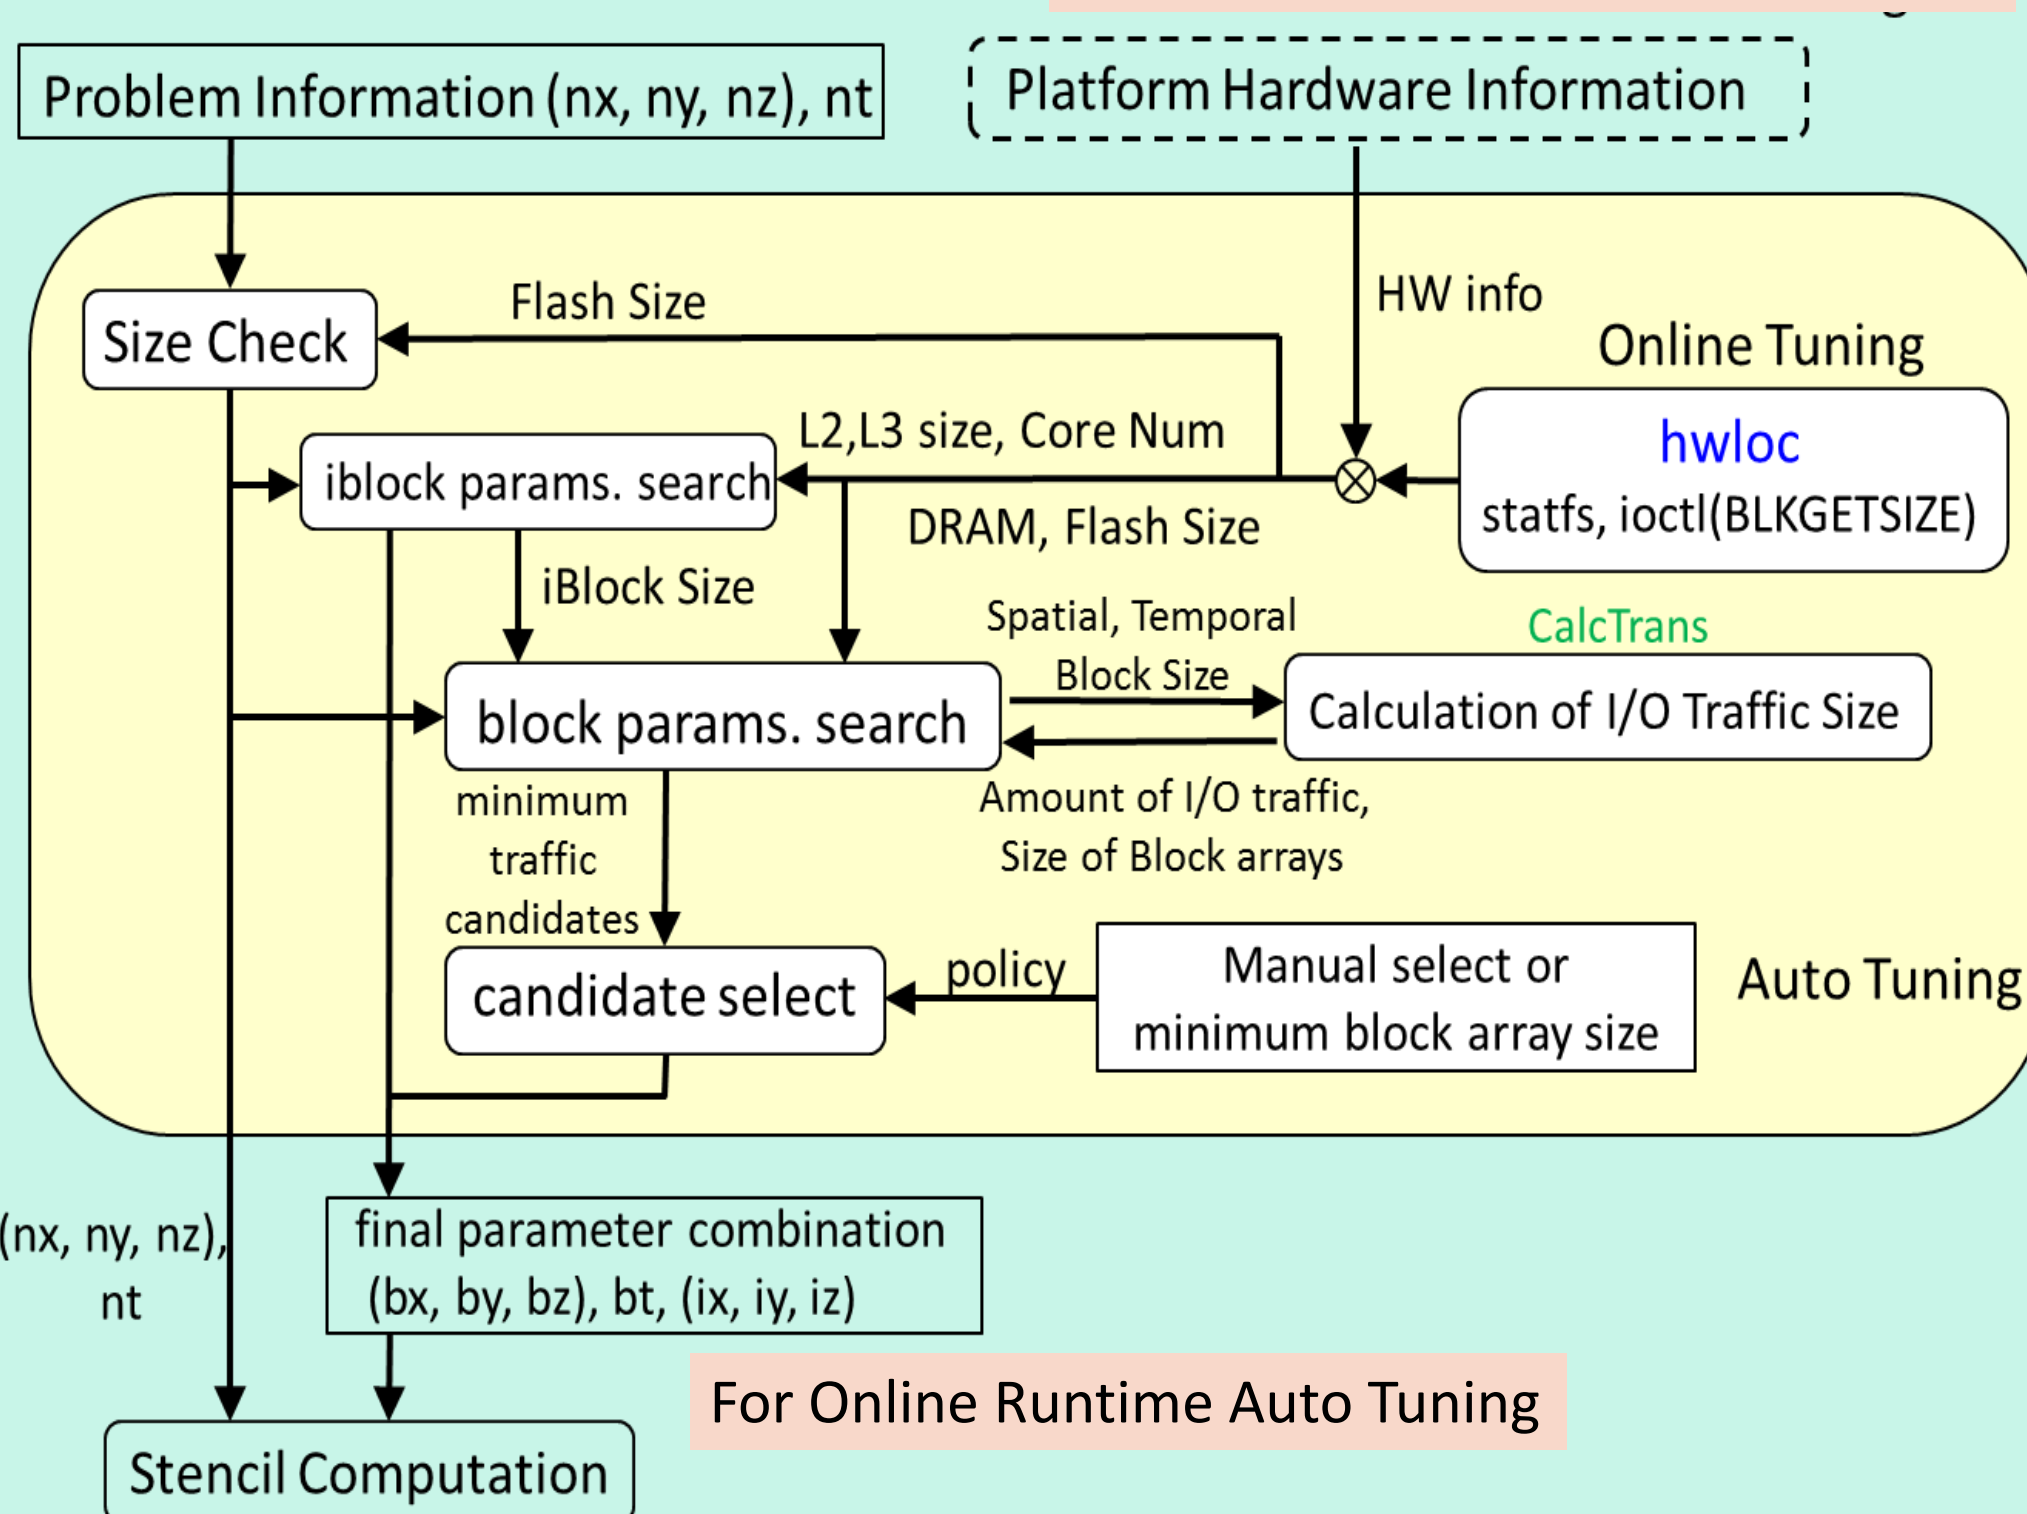 Problem Information (nx, ny, nz), nt
Platform Hardware Information
HW info
Flash Size
Size Check
Online Tuning
L2,L3 size, Core Num
hwloc
iblock params. search
statfs, ioctl(BLKGETSIZE)
DRAM, Flash Size
iBlock Size
Spatial, Temporal
Block Size
CalcTrans
block params. search
Calculation of I/O Traffic Size
minimum
traffic
candidates
Amount of I/O traffic,
Size of Block arrays
candidate select
policy
Manual select or
minimum block array size
Auto Tuning
(nx, ny, nz),
nt
final parameter combination
(bx, by, bz), bt, (ix, iy, iz)
For Online Runtime Auto Tuning
Stencil Computation